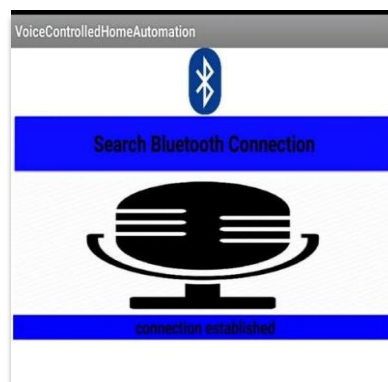 VoiceControlledHomeAutomation
Search Bluetooth Connection
connection established